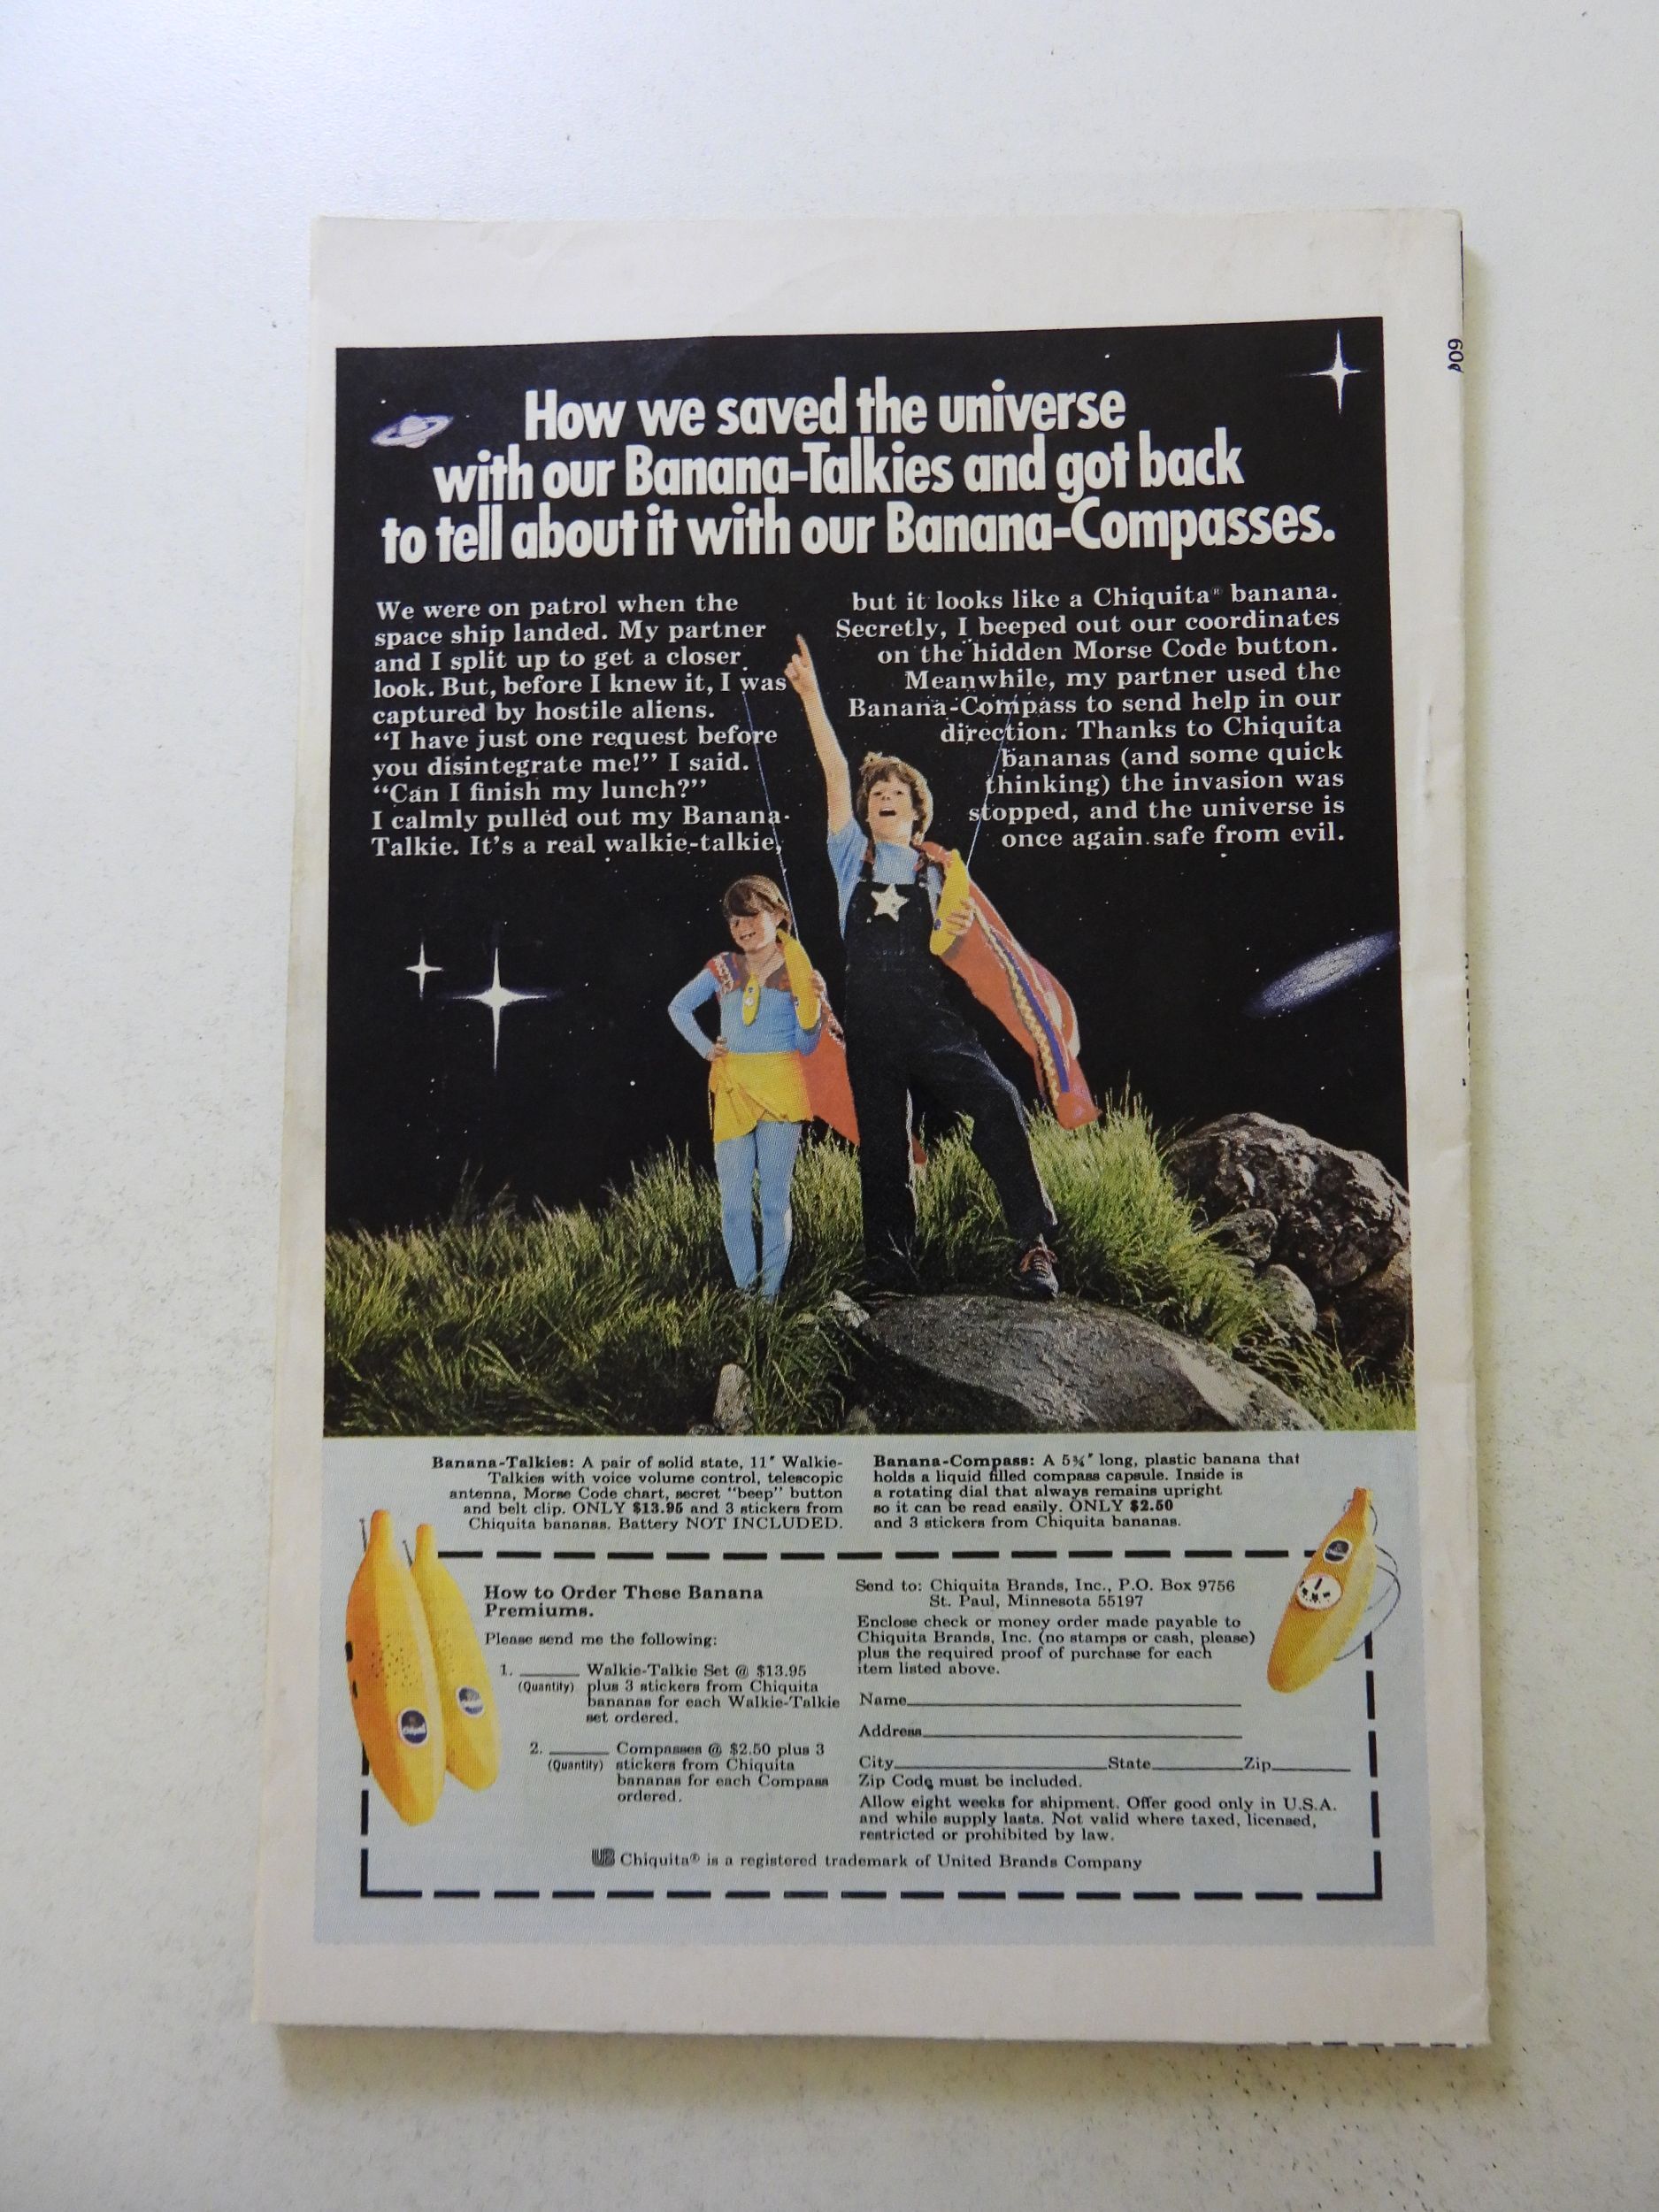 60¢
How we saved the universe
with our Banana-Talkies and got back
to tell about it with our Banana-Compasses.
We were on patrol when the
space ship landed. My partner
and I split up to get a closer
look. But, before I knew it, I was
captured by hostile aliens.
“I have just one request before
you disintegrate me!” I said.
“Can I finish my lunch?”
I calmly pulled out my Banana-
Talkie. It’s a real walkie-talkie,
but it looks like a Chiquita® banana.
Secretly, I beeped out our coordinates
on the hidden Morse Code button.
Meanwhile, my partner used the
Banana-Compass to send help in our
direction. Thanks to Chiquita
bananas (and some quick
thinking) the invasion was
stopped, and the universe is
once again safe from evil.
Banana-Talkies: A pair of solid state, 11″ Walkie-
Talkies with voice volume control, telescopic
antenna, Morse Code chart, secret “beep” button
and belt clip. ONLY $13.95 and 3 stickers from
Chiquita bananas. Battery NOT INCLUDED.
Banana-Compass: A 5¾″ long, plastic banana that
holds a liquid filled compass capsule. Inside is
a rotating dial that always remains upright
so it can be read easily. ONLY $2.50
and 3 stickers from Chiquita bananas.
How to Order These Banana
Premiums.
Please send me the following:
1. ______ Walkie-Talkie Set @ $13.95
(Quantity) plus 3 stickers from Chiquita
bananas for each Walkie-Talkie
set ordered.
2. ______ Compasses @ $2.50 plus 3
(Quantity) stickers from Chiquita
bananas for each Compass
ordered.
Send to: Chiquita Brands, Inc., P.O. Box 9756
St. Paul, Minnesota 55197
Enclose check or money order made payable to
Chiquita Brands, Inc. (no stamps or cash, please)
plus the required proof of purchase for each
item listed above.
Name
Address
City State Zip
Zip Code must be included.
Allow eight weeks for shipment. Offer good only in U.S.A.
and while supply lasts. Not valid where taxed, licensed,
restricted or prohibited by law.
UB Chiquita® is a registered trademark of United Brands Company